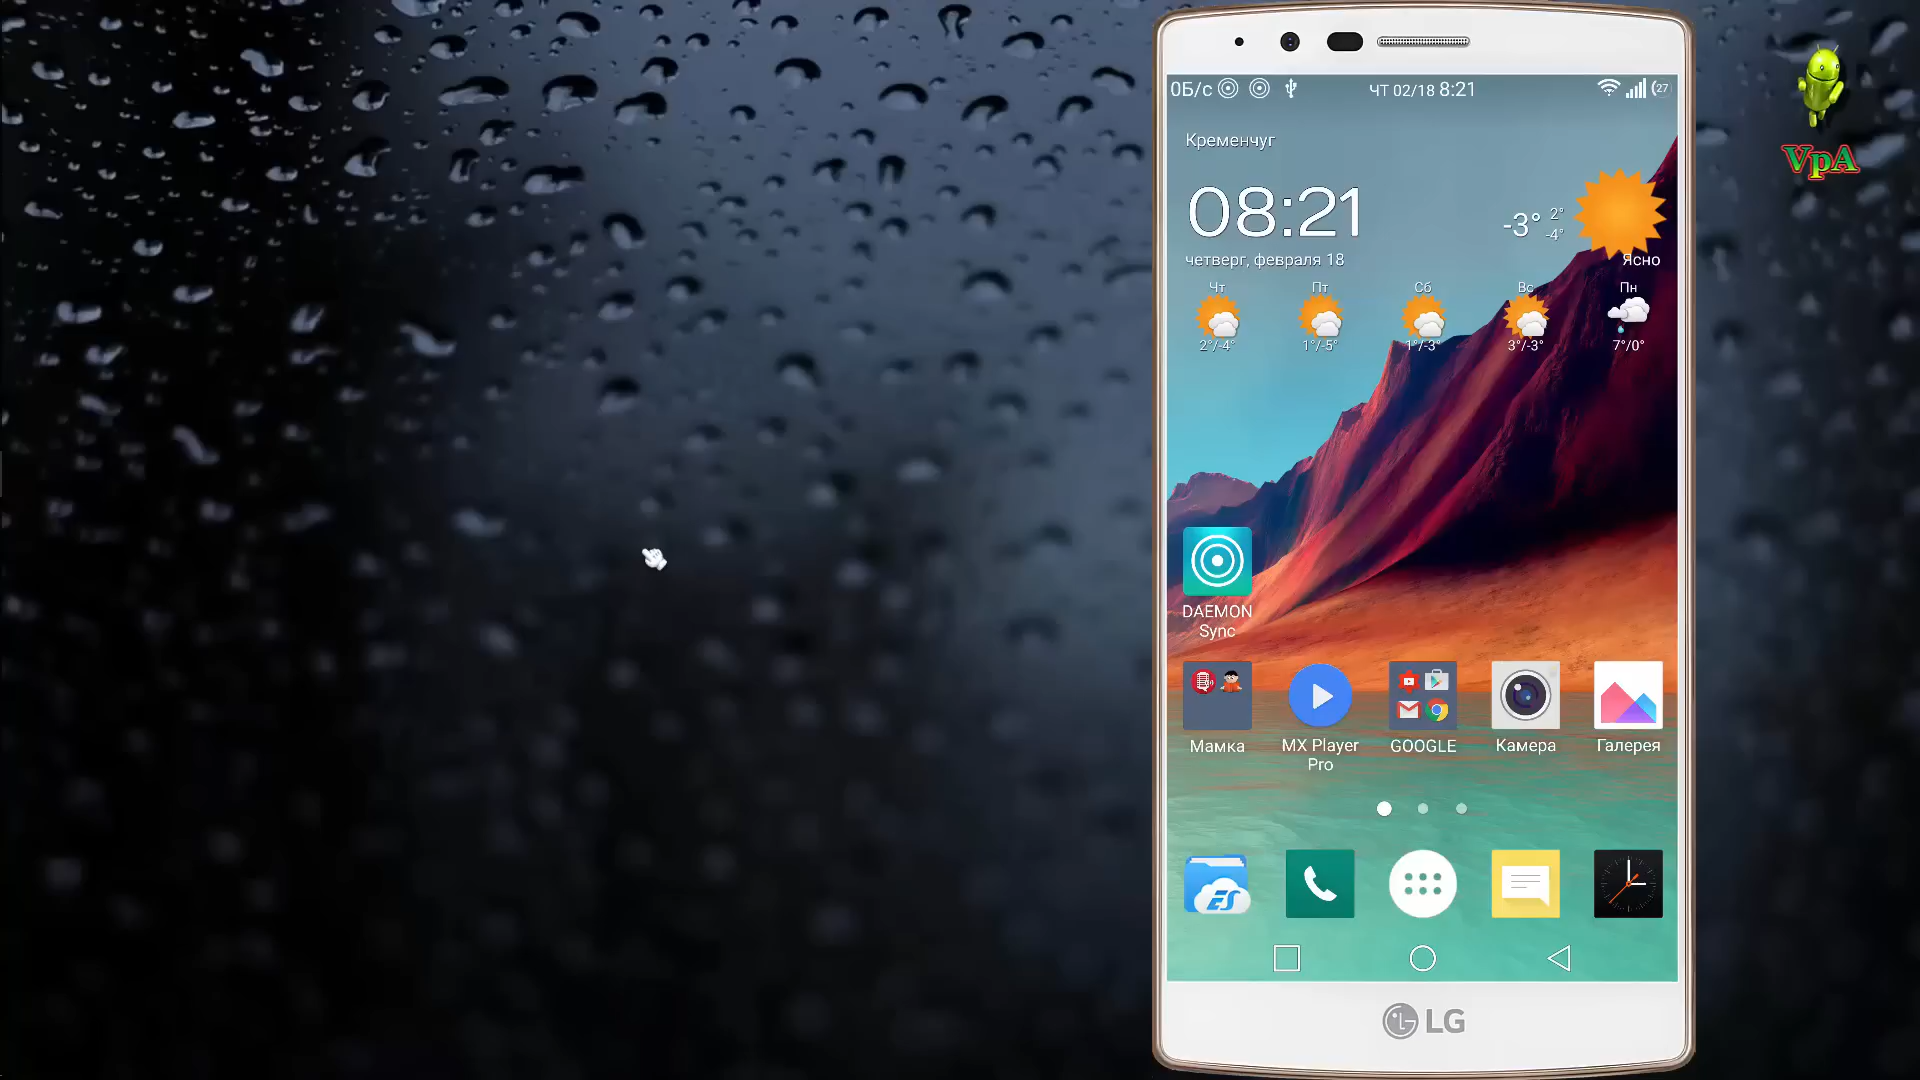 0Б/с ЧТ 02/18 8:21 27
VpA
Кременчуг
08:21
-3° 2°
-4°
четверг, февраля 18
Ясно
Чт Пт Сб Вс Пн
2°/-4° 1°/-5° 1°/-3° 3°/-3° 7°/0°
DAEMON
Sync
Мамка MX Player GOOGLE Камера Галерея
Pro
ES
LG